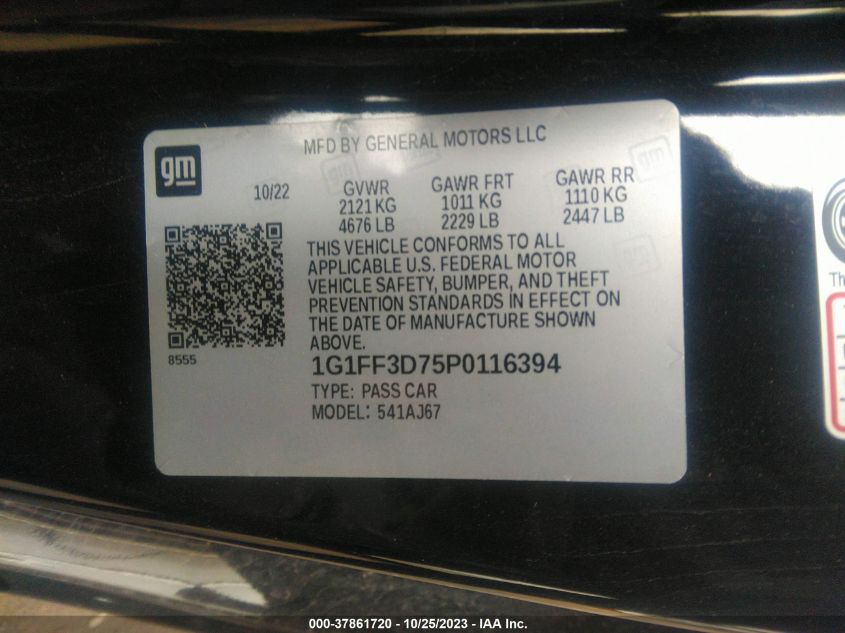 gm
MFD BY GENERAL MOTORS LLC
10/22
GVWR
2121 KG
4676 LB
GAWR FRT
1011 KG
2229 LB
GAWR RR
1110 KG
2447 LB
THIS VEHICLE CONFORMS TO ALL
APPLICABLE U.S. FEDERAL MOTOR
VEHICLE SAFETY, BUMPER, AND THEFT
PREVENTION STANDARDS IN EFFECT ON
THE DATE OF MANUFACTURE SHOWN
ABOVE.
8555
1G1FF3D75P0116394
TYPE: PASS CAR
MODEL: 541AJ67
Th
000-37861720 - 10/25/2023 - IAA Inc.